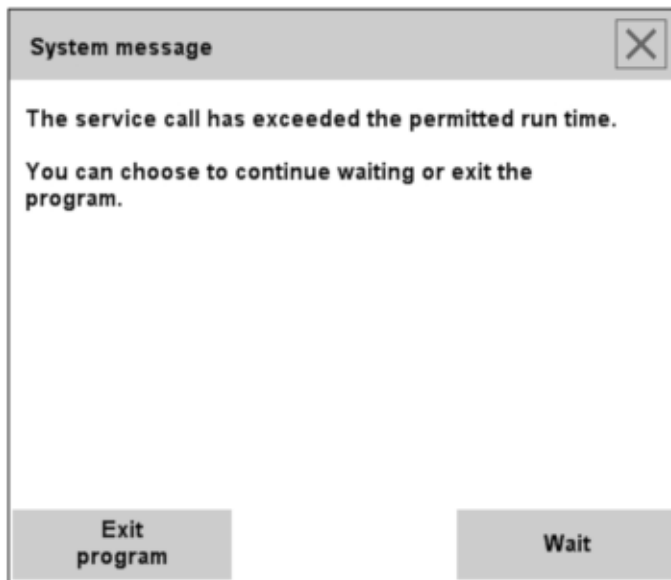 System message
The service call has exceeded the permitted run time.
You can choose to continue waiting or exit the
program.
Exit
program
Wait